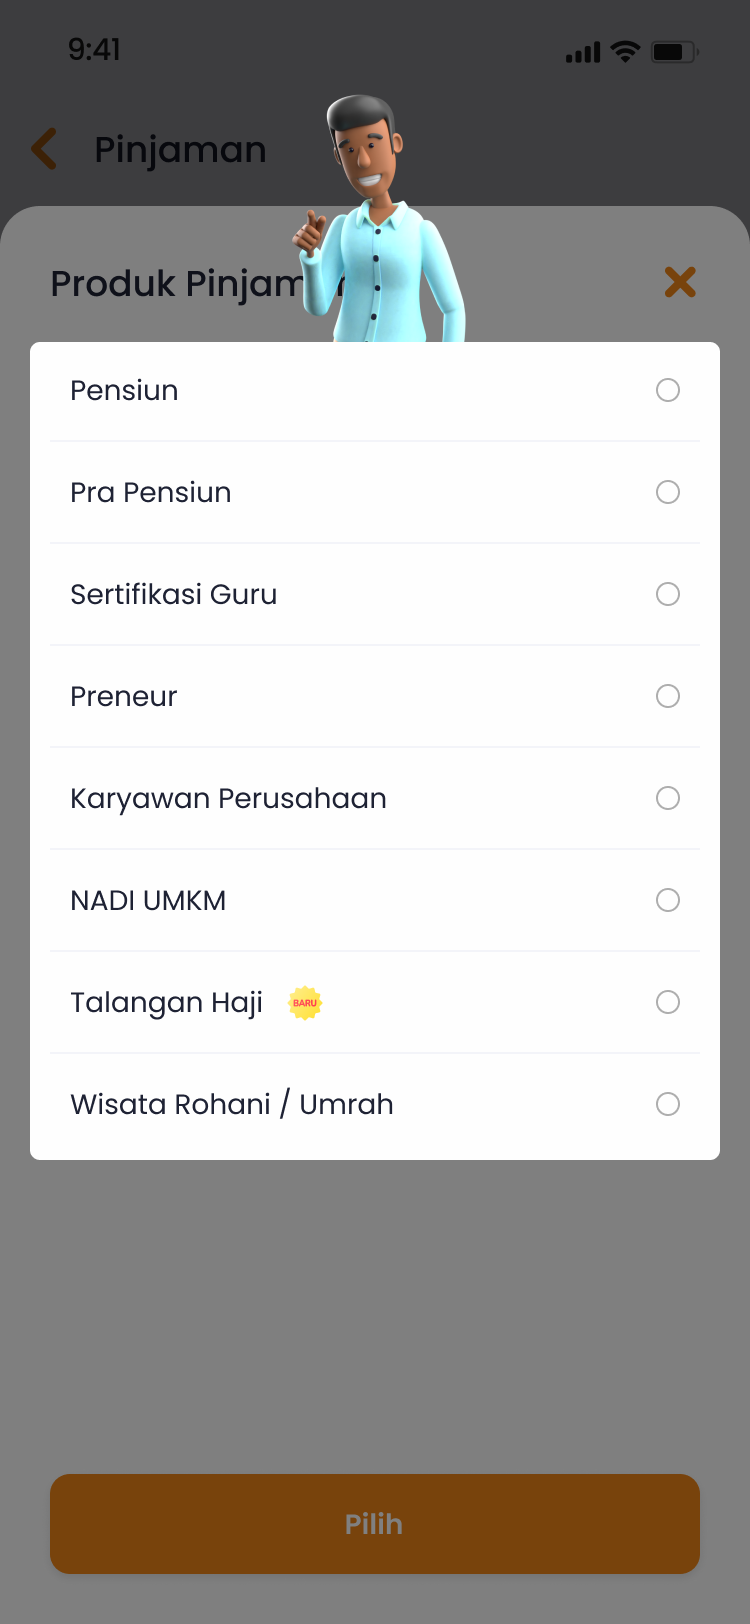 9:41
Pinjaman
Produk Pinjam
Pensiun
Pra Pensiun
Sertifikasi Guru
Preneur
Karyawan Perusahaan
NADI UMKM
Talangan Haji BARU
Wisata Rohani / Umrah
Pilih